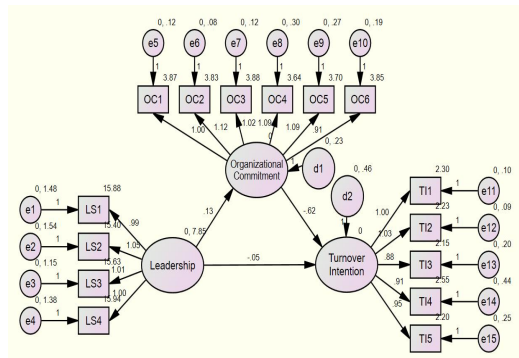 0, .12 0, .08 0, .12 0, .30 0, .27 0, .19
e5 e6 e7 e8 e9 e10
1 1 1 1 1 1
3.87 3.83 3.88 3.64 3.70 3.85
OC1 OC2 OC3 OC4 OC5 OC6
1.00 1.12 1.02 1.09 1.09 .91
0
0, .23
Organizational
Commitment
1
d1
0, .46
d2
1
0
.13
-.62
-.05
0, 7.85
Leadership
Turnover
Intention
0, 1.48
e1 1 LS1 15.88 .99
0, 1.54
e2 1 LS2 15.40 1.05
0, 1.15
e3 1 LS3 15.63 1.01
0, 1.38
e4 1 LS4 15.94 1.00
2.30 0, .10
1.00 TI1 1 e11
2.23 0, .09
1.03 TI2 1 e12
2.15 0, .20
.88 TI3 1 e13
2.55 0, .44
.91 TI4 1 e14
2.20 0, .25
.95 TI5 1 e15